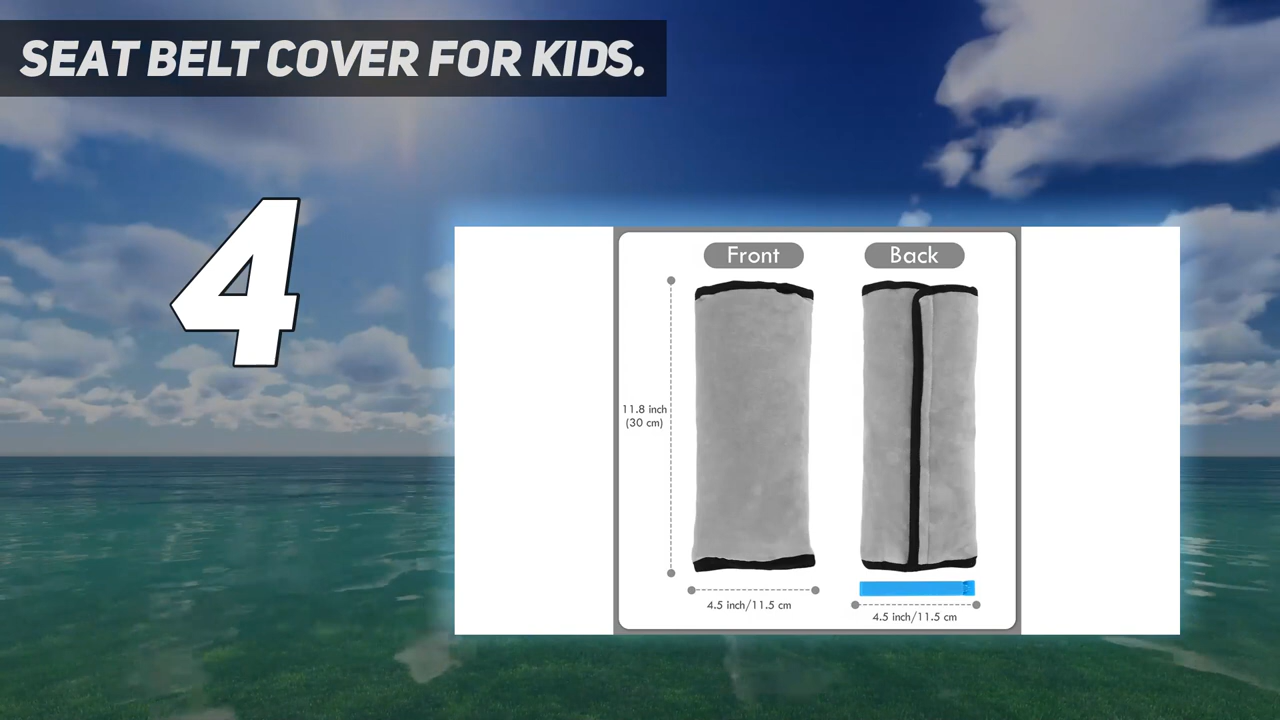 SEAT BELT COVER FOR KIDS.
4
Front
Back
11.8 inch
(30 cm)
4.5 inch/11.5 cm
4.5 inch/11.5 cm